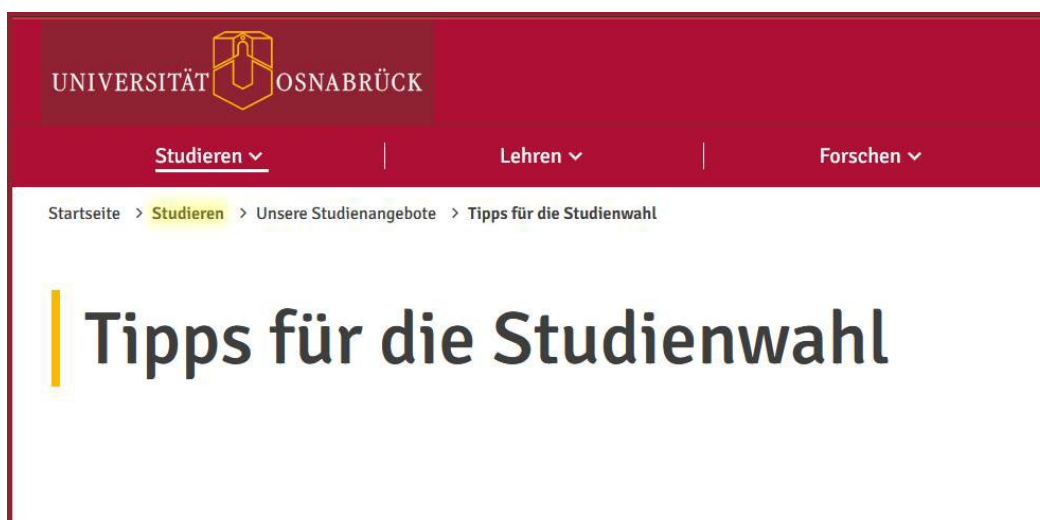 UNIVERSITÄT OSNABRÜCK
Studieren Lehren Forschen
Startseite > Studieren > Unsere Studienangebote > Tipps für die Studienwahl
Tipps für die Studienwahl